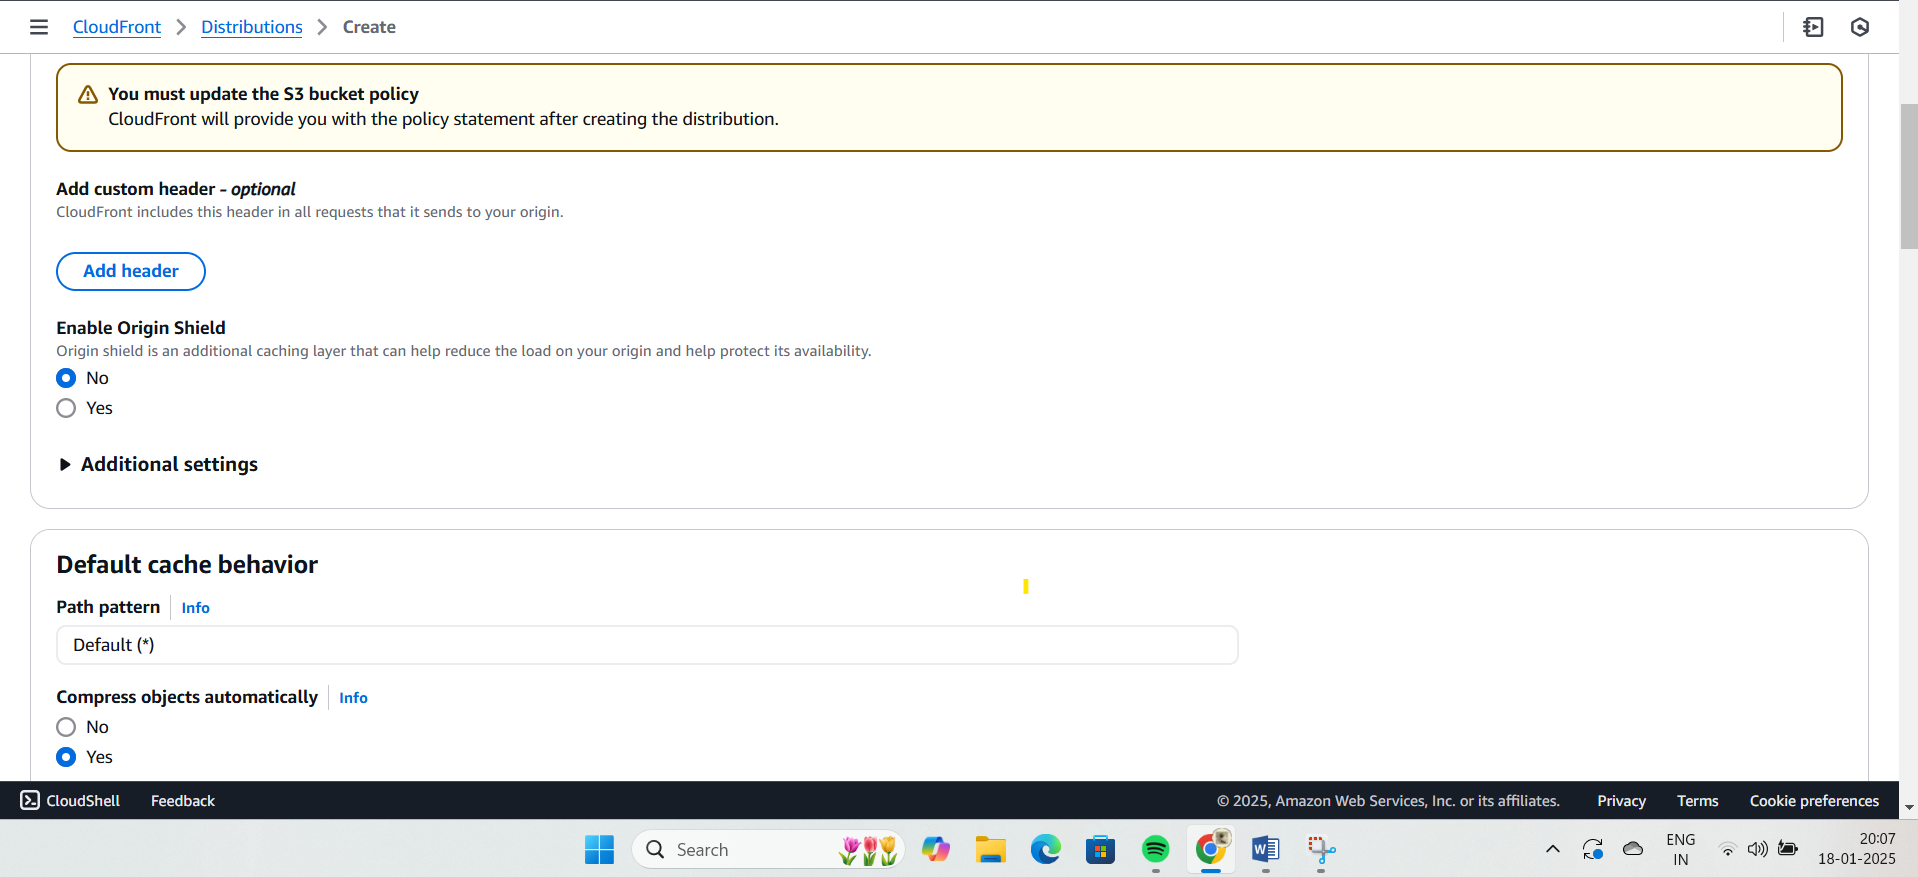 CloudFront > Distributions > Create
You must update the S3 bucket policy
CloudFront will provide you with the policy statement after creating the distribution.
Add custom header - optional
CloudFront includes this header in all requests that it sends to your origin.
Add header
Enable Origin Shield
Origin shield is an additional caching layer that can help reduce the load on your origin and help protect its availability.
No
Yes
Additional settings
Default cache behavior
Path pattern Info
Default (*)
Compress objects automatically Info
No
Yes
CloudShell Feedback © 2025, Amazon Web Services, Inc. or its affiliates. Privacy Terms Cookie preferences
Search
ENG
IN
20:07
18-01-2025